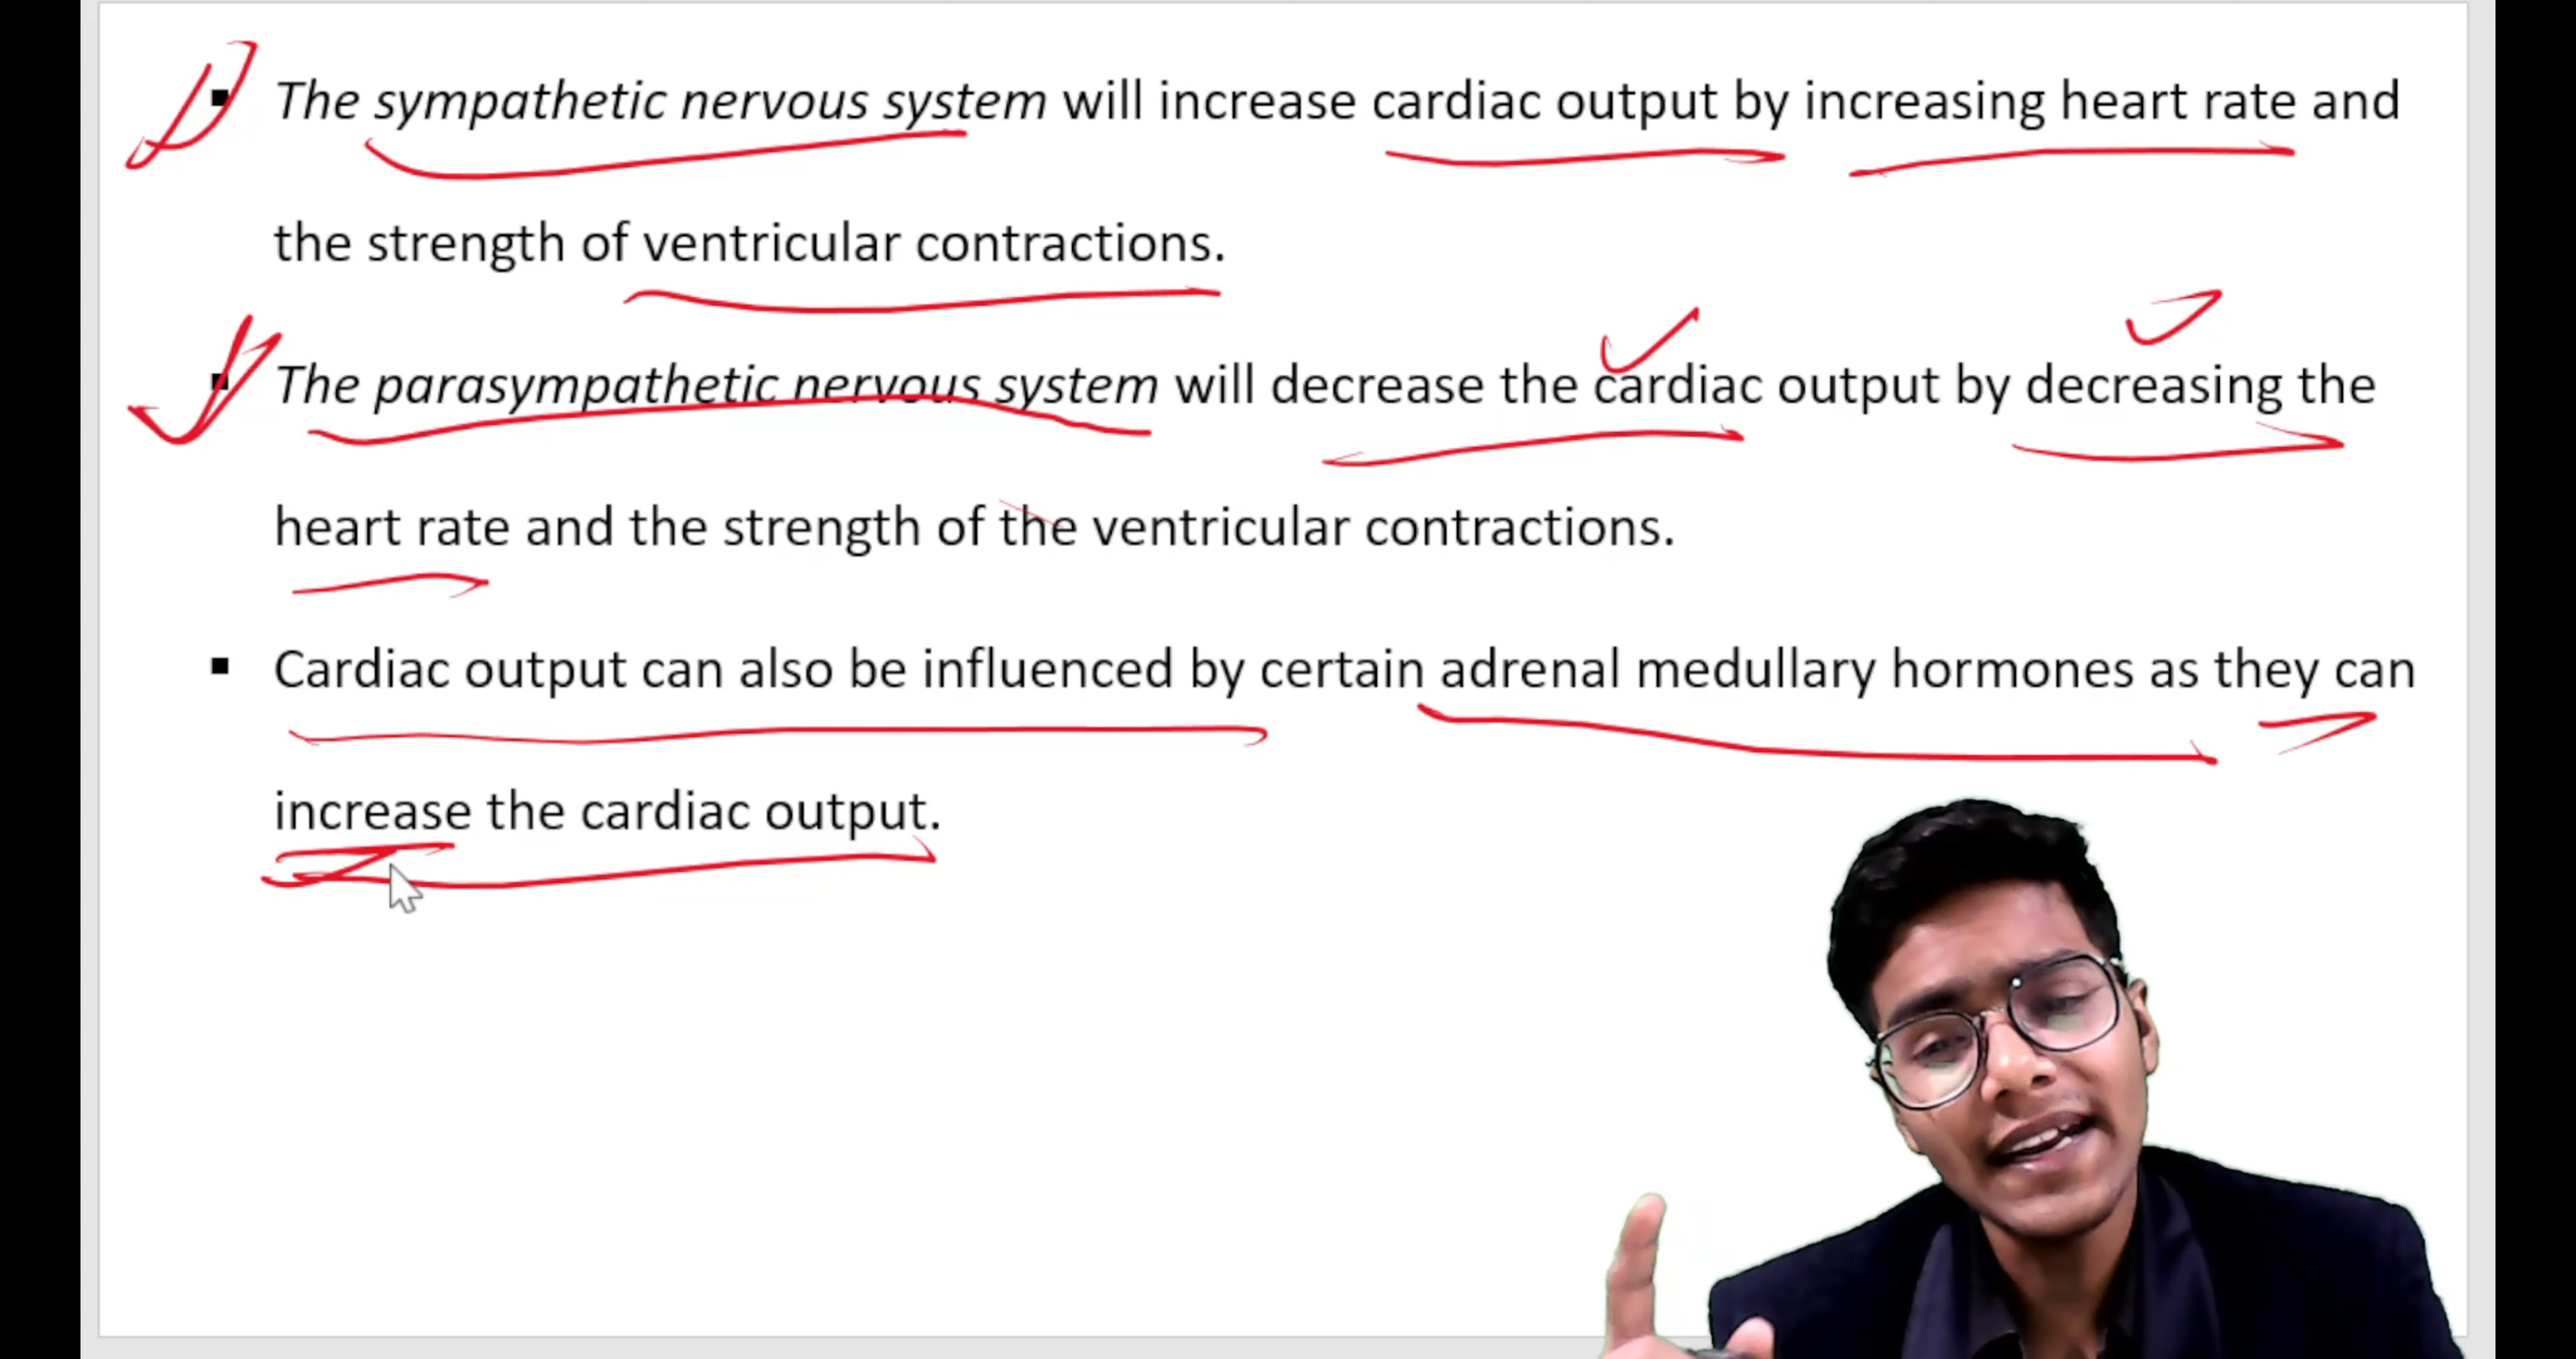 ▪ The sympathetic nervous system will increase cardiac output by increasing heart rate and
the strength of ventricular contractions.
▪ The parasympathetic nervous system will decrease the cardiac output by decreasing the
heart rate and the strength of the ventricular contractions.
▪ Cardiac output can also be influenced by certain adrenal medullary hormones as they can
increase the cardiac output.